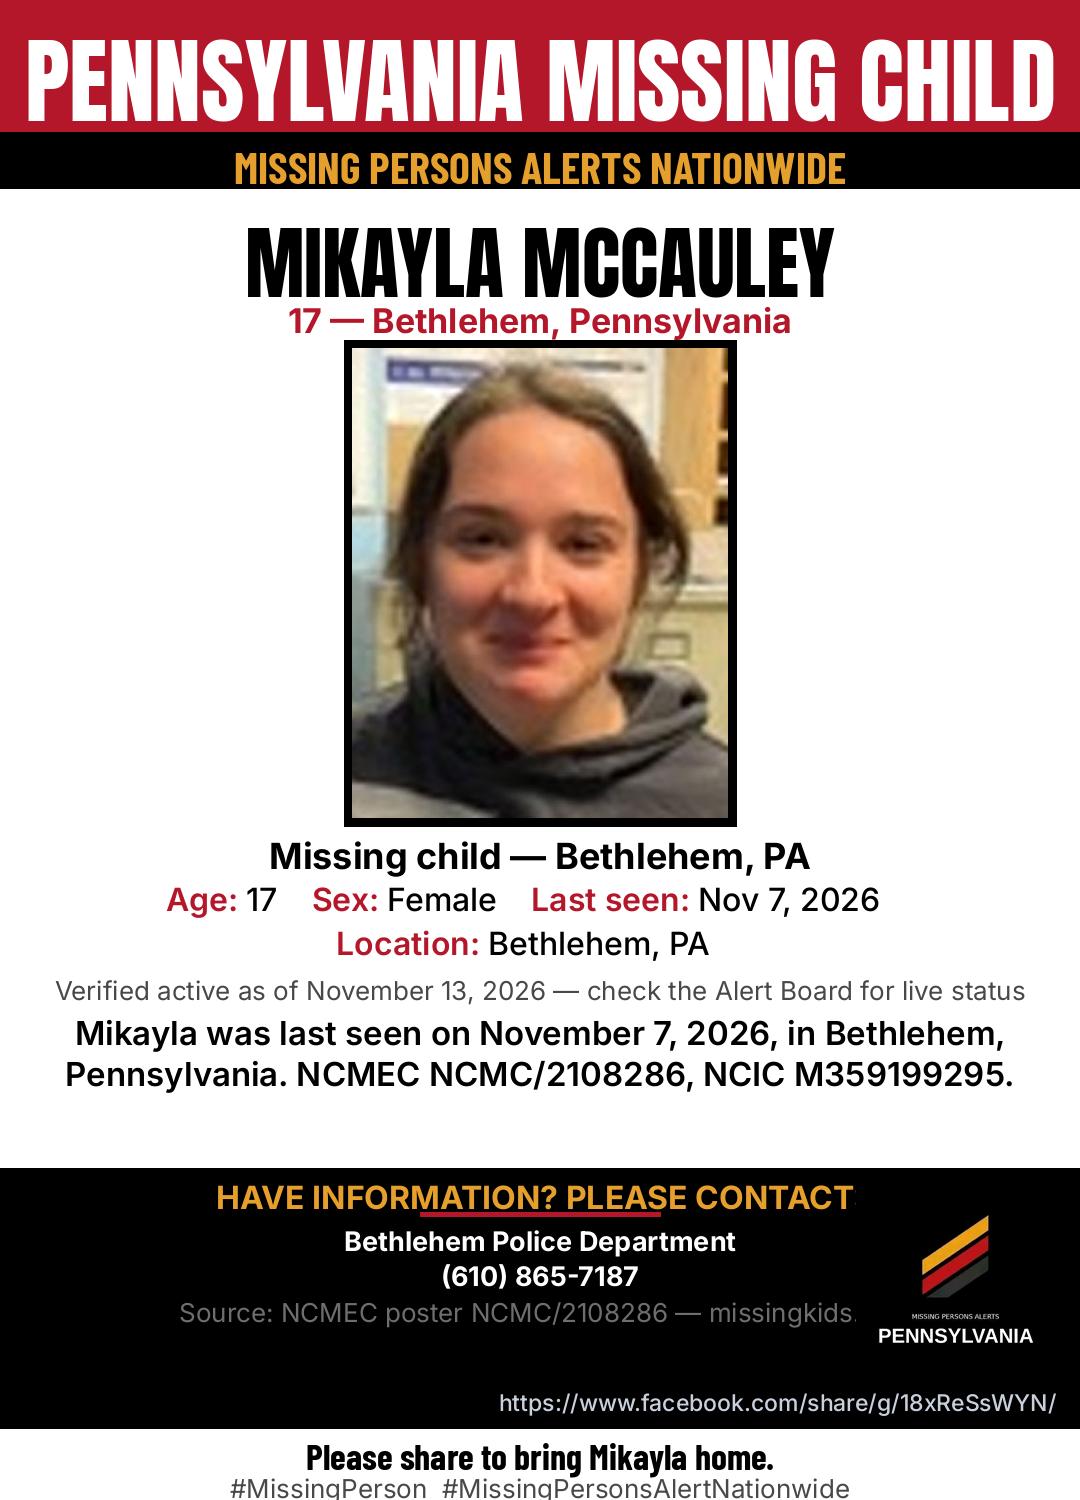 PENNSYLVANIA MISSING CHILD
MISSING PERSONS ALERTS NATIONWIDE
MIKAYLA MCCAULEY
17 — Bethlehem, Pennsylvania
Missing child — Bethlehem, PA
Age: 17 Sex: Female Last seen: Nov 7, 2026
Location: Bethlehem, PA
Verified active as of November 13, 2026 — check the Alert Board for live status
Mikayla was last seen on November 7, 2026, in Bethlehem,
Pennsylvania. NCMEC NCMC/2108286, NCIC M359199295.
HAVE INFORMATION? PLEASE CONTACT
Bethlehem Police Department
(610) 865-7187
Source: NCMEC poster NCMC/2108286 — missingkids.
MISSING PERSONS ALERTS
PENNSYLVANIA
https://www.facebook.com/share/g/18xReSsWYN/
Please share to bring Mikayla home.
#MissingPerson #MissingPersonsAlertNationwide